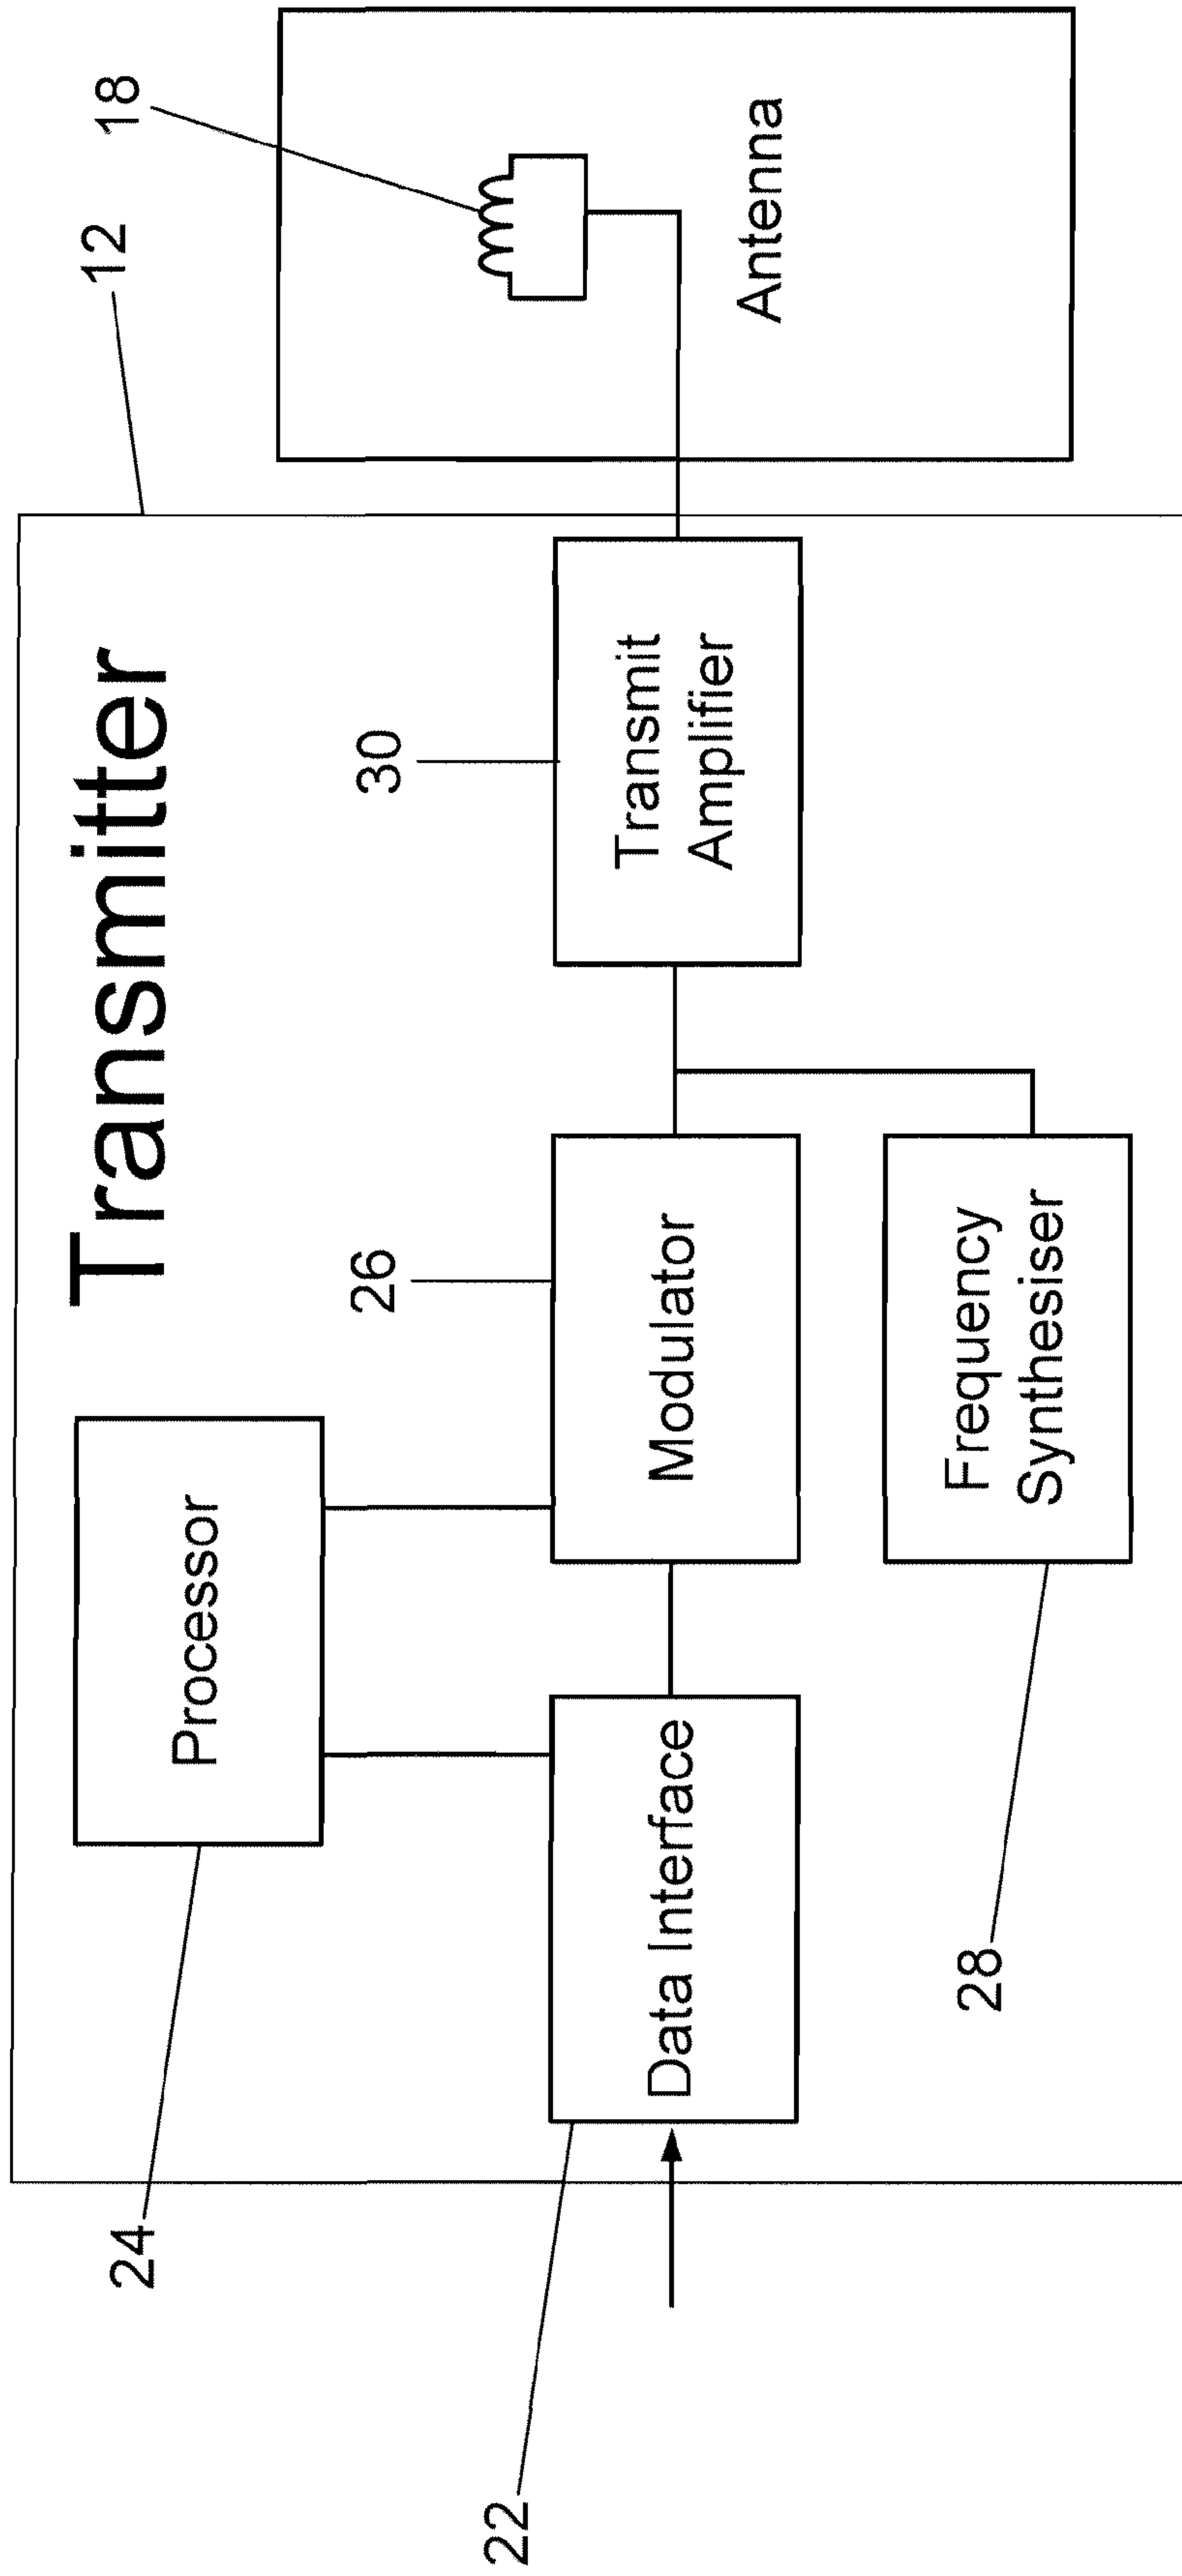 18
12
Transmitter
24
Processor
26
30
Antenna
22
Data Interface
Modulator
Transmit
Amplifier
28
Frequency
Synthesiser